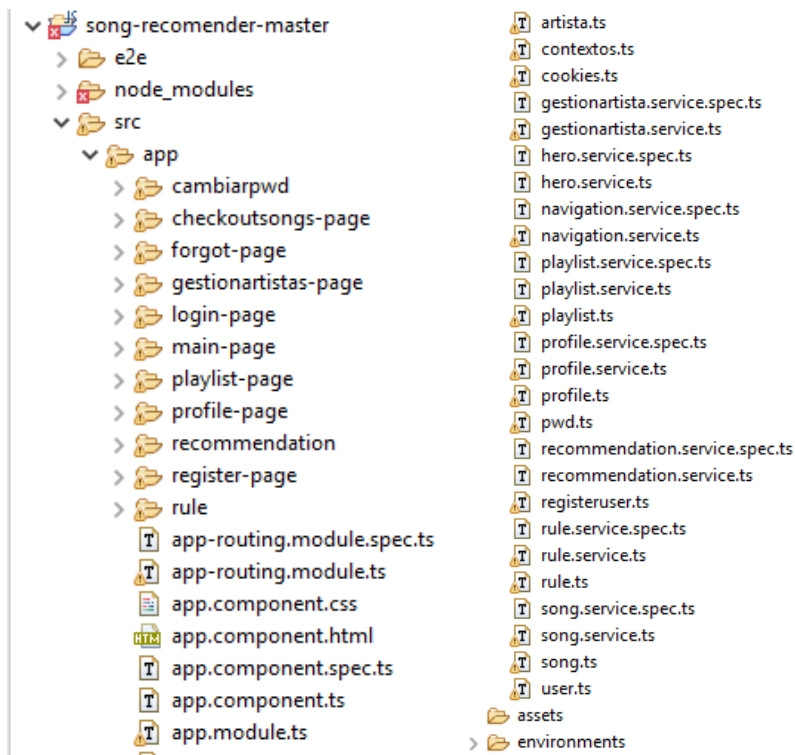 song-recomender-master
e2e
node_modules
src
app
cambiarpwd
checkoutsongs-page
forgot-page
gestionartistas-page
login-page
main-page
playlist-page
profile-page
recommendation
register-page
rule
app-routing.module.spec.ts
app-routing.module.ts
app.component.css
app.component.html
app.component.spec.ts
app.component.ts
app.module.ts
artista.ts
contextos.ts
cookies.ts
gestionartista.service.spec.ts
gestionartista.service.ts
hero.service.spec.ts
hero.service.ts
navigation.service.spec.ts
navigation.service.ts
playlist.service.spec.ts
playlist.service.ts
playlist.ts
profile.service.spec.ts
profile.service.ts
profile.ts
pwd.ts
recommendation.service.spec.ts
recommendation.service.ts
registeruser.ts
rule.service.spec.ts
rule.service.ts
rule.ts
song.service.spec.ts
song.service.ts
song.ts
user.ts
assets
environments